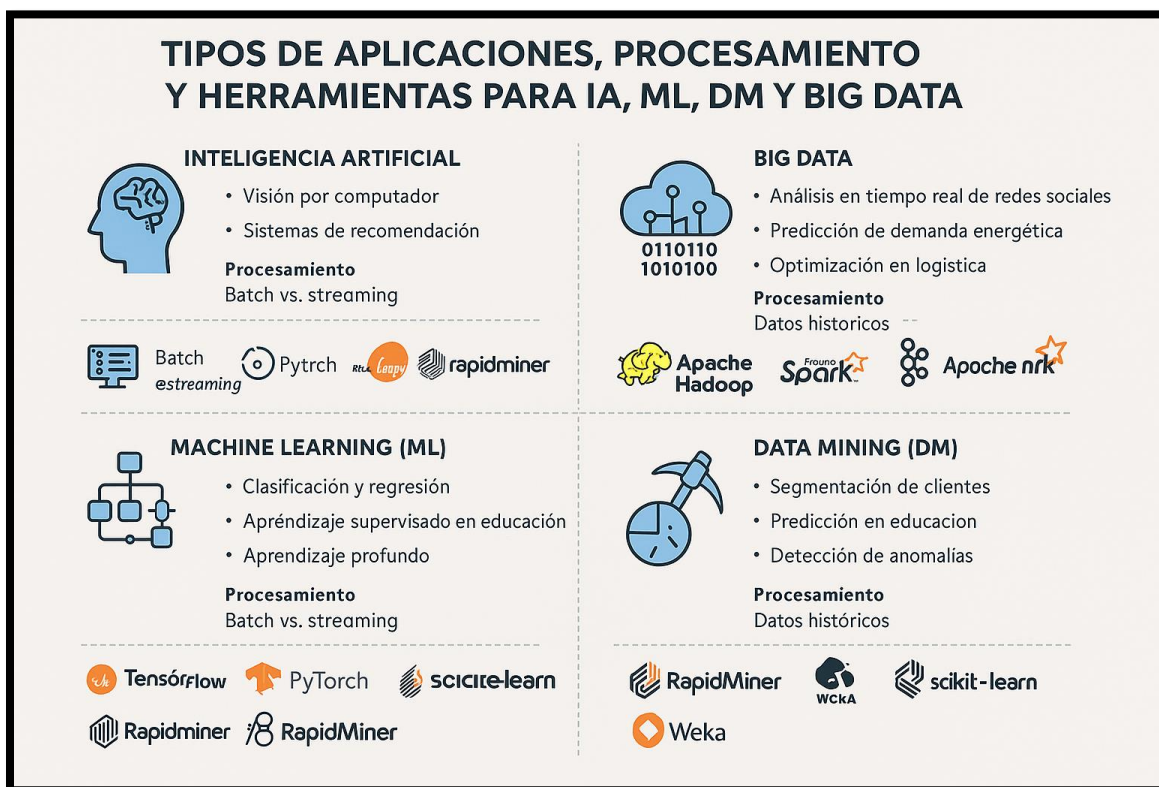 TIPOS DE APLICACIONES, PROCESAMIENTO
Y HERRAMIENTAS PARA IA, ML, DM Y BIG DATA
INTELIGENCIA ARTIFICIAL
• Visión por computador
• Sistemas de recomendación
Procesamiento
Batch vs. streaming
Batch
estreaming
Pytrch
rapidminer
BIG DATA
• Análisis en tiempo real de redes sociales
• Predicción de demanda energética
• Optimización en logistica
0110110
1010100
Procesamiento
Datos historicos
Apache
Hadoop
Frouno
Spark
Apoche nrk
MACHINE LEARNING (ML)
• Clasificación y regresión
• Apréndizaje supervisado en educación
• Aprendizaje profundo
Procesamiento
Batch vs. streaming
Tensórflow
PyTorch
scicite-learn
Rapidminer
RapidMiner
DATA MINING (DM)
• Segmentación de clientes
• Predicción en educacion
• Detección de anomalías
Procesamiento
Datos históricos
RapidMiner
WCkA
scikit-learn
Weka